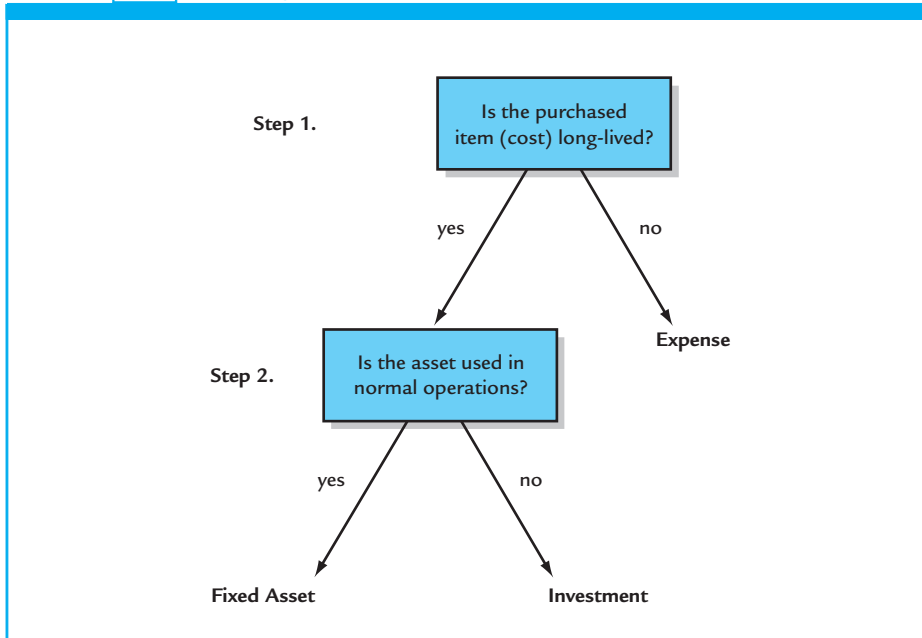 Step 1.
Is the purchased
item (cost) long-lived?
yes
no
Expense
Step 2.
Is the asset used in
normal operations?
yes
no
Fixed Asset
Investment